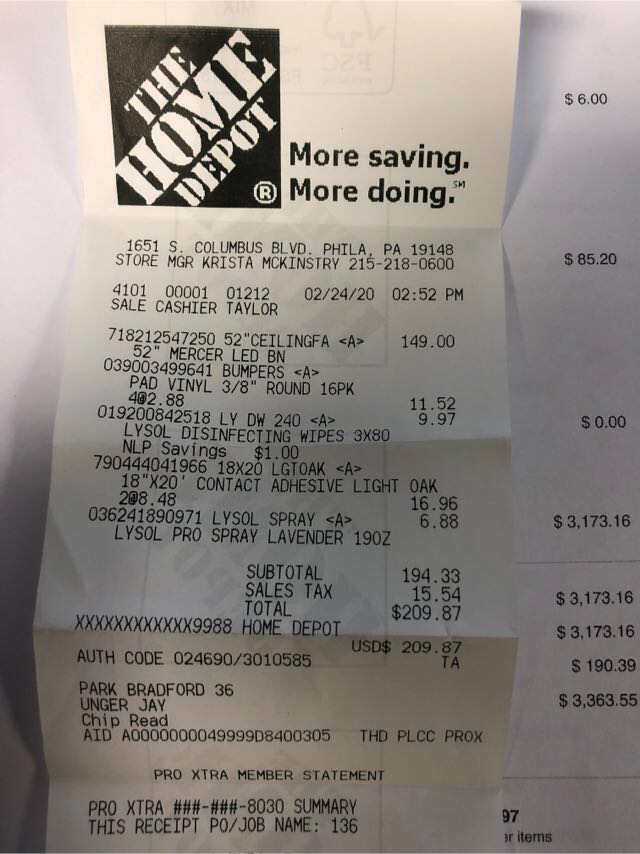 THE
HOME
DEPOT
®
More saving.
More doing.℠
1651 S. COLUMBUS BLVD. PHILA, PA 19148
STORE MGR KRISTA MCKINSTRY 215-218-0600
4101 00001 01212 02/24/20 02:52 PM
SALE CASHIER TAYLOR
718212547250 52"CEILINGFA <A> 149.00
52" MERCER LED BN
039003499641 BUMPERS <A>
PAD VINYL 3/8" ROUND 16PK
4@2.88 11.52
019200842518 LY DW 240 <A> 9.97
LYSOL DISINFECTING WIPES 3X80
NLP Savings $1.00
790444041966 18X20 LGTOAK <A>
18"X20' CONTACT ADHESIVE LIGHT OAK
2@8.48 16.96
036241890971 LYSOL SPRAY <A> 6.88
LYSOL PRO SPRAY LAVENDER 19OZ
SUBTOTAL 194.33
SALES TAX 15.54
TOTAL $209.87
XXXXXXXXXXXX9988 HOME DEPOT
USD$ 209.87
AUTH CODE 024690/3010585 TA
PARK BRADFORD 36
UNGER JAY
Chip Read
AID A0000000049999D8400305 THD PLCC PROX
PRO XTRA MEMBER STATEMENT
PRO XTRA ###-###-8030 SUMMARY
THIS RECEIPT PO/JOB NAME: 136
$ 6.00
$ 85.20
$ 0.00
$ 3,173.16
$ 3,173.16
$ 3,173.16
$ 190.39
$ 3,363.55
97
er items